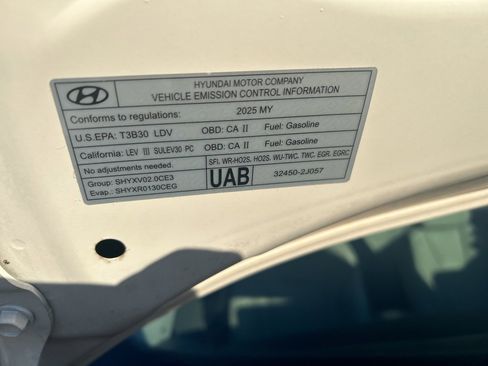 HYUNDAI MOTOR COMPANY
VEHICLE EMISSION CONTROL INFORMATION
Conforms to regulations: 2025 MY
U.S.EPA: T3B30 LDV OBD: CA II Fuel: Gasoline
California: LEV III SULEV30 PC OBD: CA II Fuel: Gasoline
No adjustments needed
SFI, WR-HO2S, HO2S, WU-TWC, TWC, EGR, EGRC
Group: SHYXV02.0CE3
Evap.: SHYXR0130CEG
UAB
32450-2J057